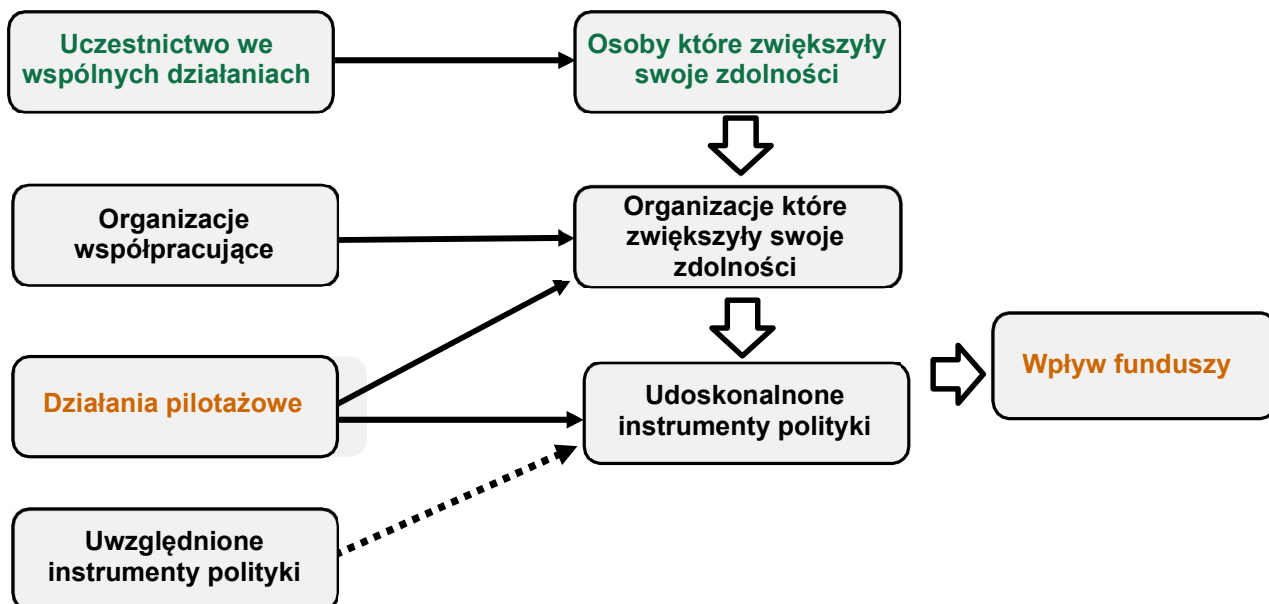 Uczestnictwo we
wspólnych działaniach
Osoby które zwiększyły
swoje zdolności
Organizacje
współpracujące
Organizacje które
zwiększyły swoje
zdolności
Działania pilotażowe
Udoskonalnone
instrumenty polityki
Wpływ funduszy
Uwzględnione
instrumenty polityki